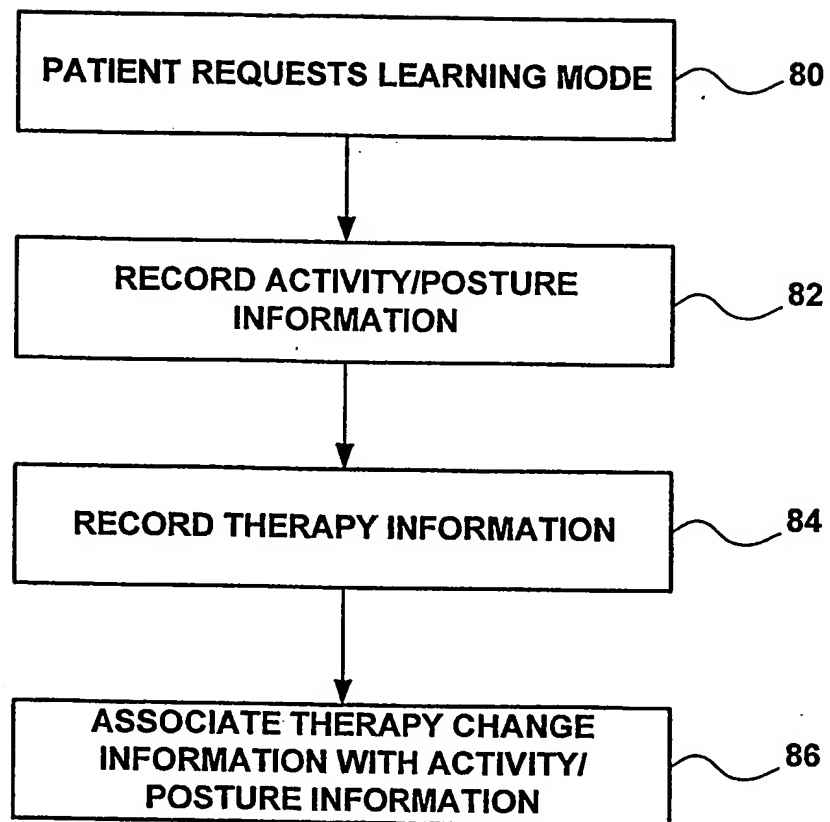 PATIENT REQUESTS LEARNING MODE
80
RECORD ACTIVITY/POSTURE
INFORMATION
82
RECORD THERAPY INFORMATION
84
ASSOCIATE THERAPY CHANGE
INFORMATION WITH ACTIVITY/
POSTURE INFORMATION
86